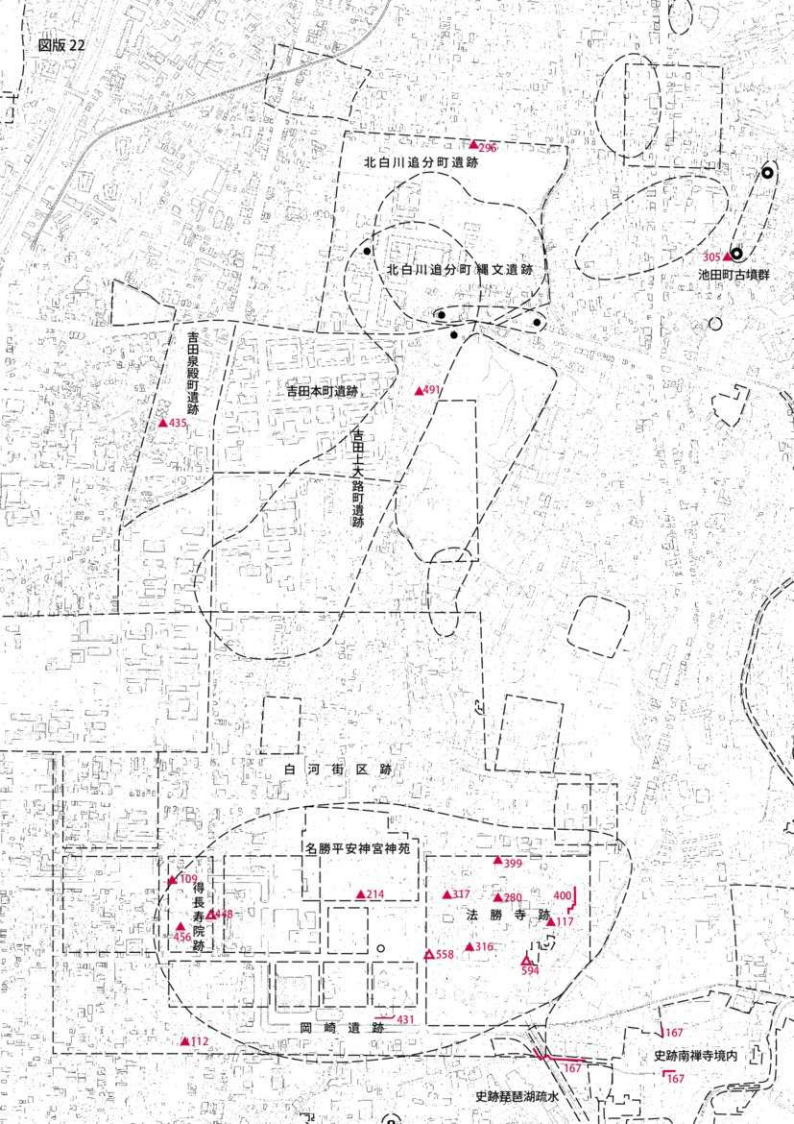 図版 22
296
北白川追分町遺跡
305
池田町古墳群
北白川追分町縄文遺跡
吉田泉殿町遺跡
吉田本町遺跡
491
435
吉田上大路町遺跡
白河街区跡
名勝平安神宮神苑
399
109
得長寿院跡
214
317
280
400
448
法勝寺跡
117
456
316
558
594
431
岡崎遺跡
112
167
史跡南禅寺境内
167
167
史跡琵琶湖疏水